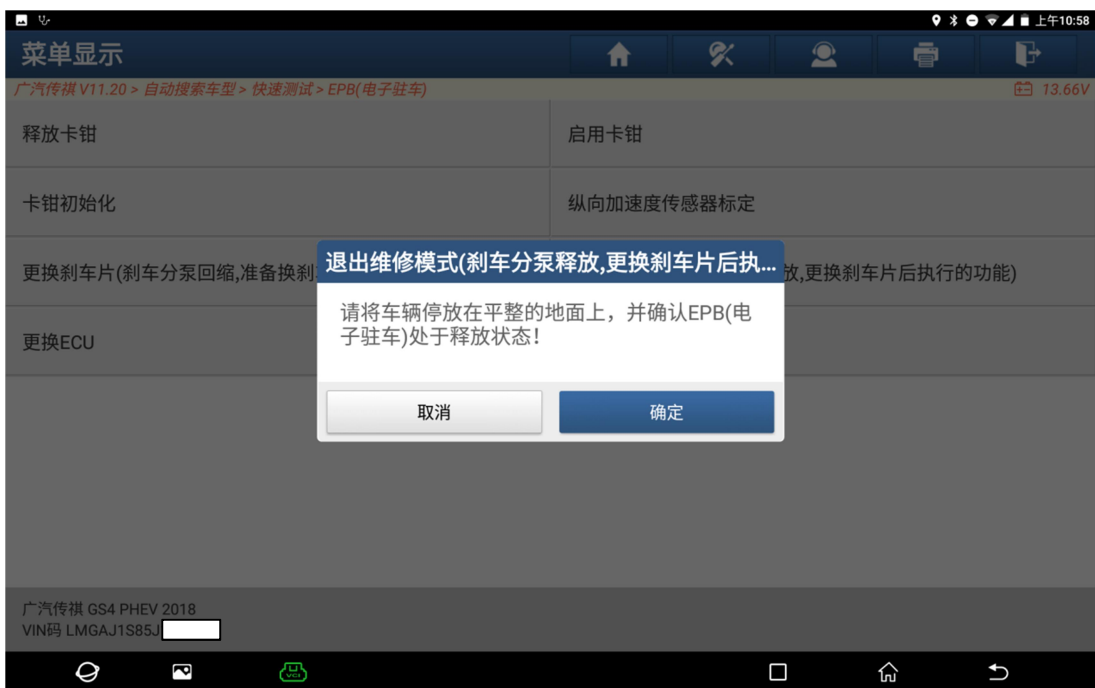 上午10:58
菜单显示
广汽传祺 V11.20 > 自动搜索车型 > 快速测试 > EPB(电子驻车)
13.66V
释放卡钳
启用卡钳
卡钳初始化
纵向加速度传感器标定
更换刹车片(刹车分泵回缩,准备换刹
放,更换刹车片后执行的功能)
更换ECU
退出维修模式(刹车分泵释放,更换刹车片后执...
请将车辆停放在平整的地面上，并确认EPB(电
子驻车)处于释放状态！
取消
确定
广汽传祺 GS4 PHEV 2018
VIN码 LMGAJ1S85J
VCI